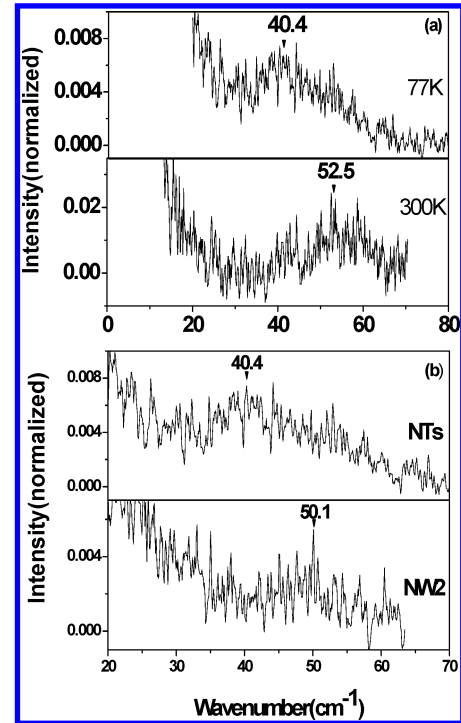 (a)
40.4
77K
0.008
0.004
0.000
52.5
300K
0.02
0.00
Intensity(normalized)
0 20 40 60 80
(b)
40.4
NTs
0.008
0.004
0.000
50.1
NW2
0.004
0.000
Intensity(normalized)
20 30 40 50 60 70
Wavenumber(cm⁻¹)